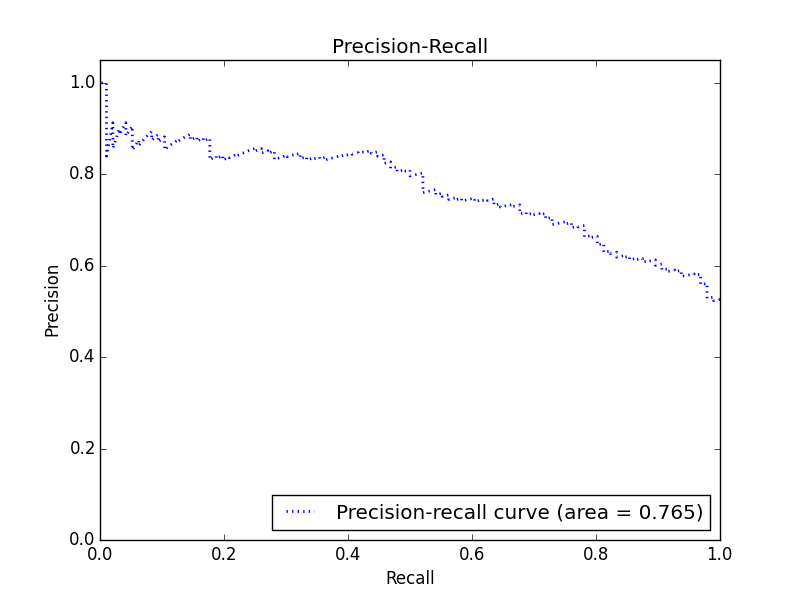 Precision-Recall
1.0
0.8
0.6
0.4
0.2
0.0
Precision
Precision-recall curve (area = 0.765)
0.0 0.2 0.4 0.6 0.8 1.0
Recall